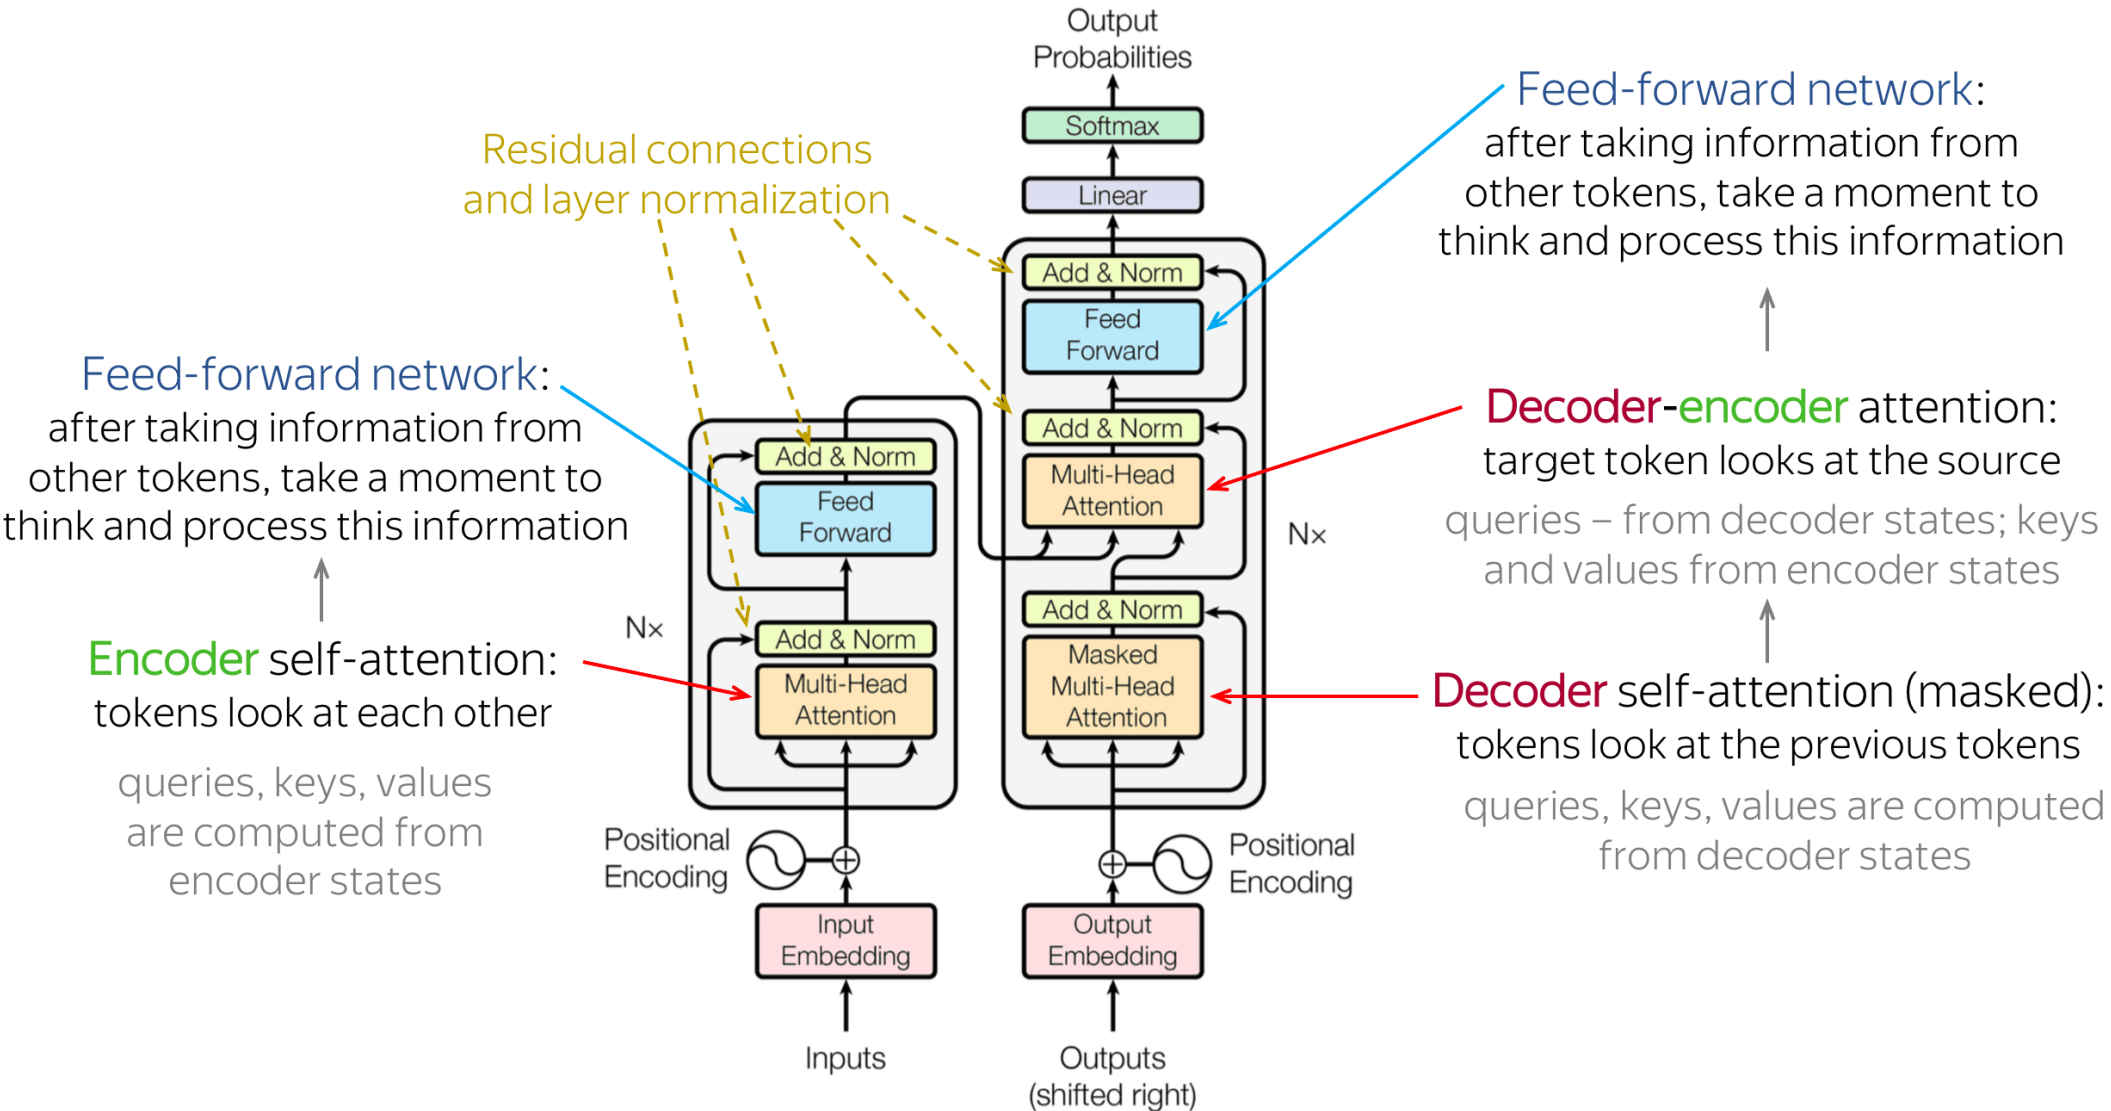 Output
Probabilities
Softmax
Linear
Add & Norm
Feed
Forward
Add & Norm
Multi-Head
Attention
N×
Add & Norm
Masked
Multi-Head
Attention
Positional
Encoding
Output
Embedding
Outputs
(shifted right)
Residual connections
and layer normalization
Feed-forward network:
after taking information from
other tokens, take a moment to
think and process this information
Encoder self-attention:
tokens look at each other
queries, keys, values
are computed from
encoder states
Add & Norm
Feed
Forward
N×
Add & Norm
Multi-Head
Attention
Positional
Encoding
Input
Embedding
Inputs
Feed-forward network:
after taking information from
other tokens, take a moment to
think and process this information
Decoder-encoder attention:
target token looks at the source
queries – from decoder states; keys
and values from encoder states
Decoder self-attention (masked):
tokens look at the previous tokens
queries, keys, values are computed
from decoder states